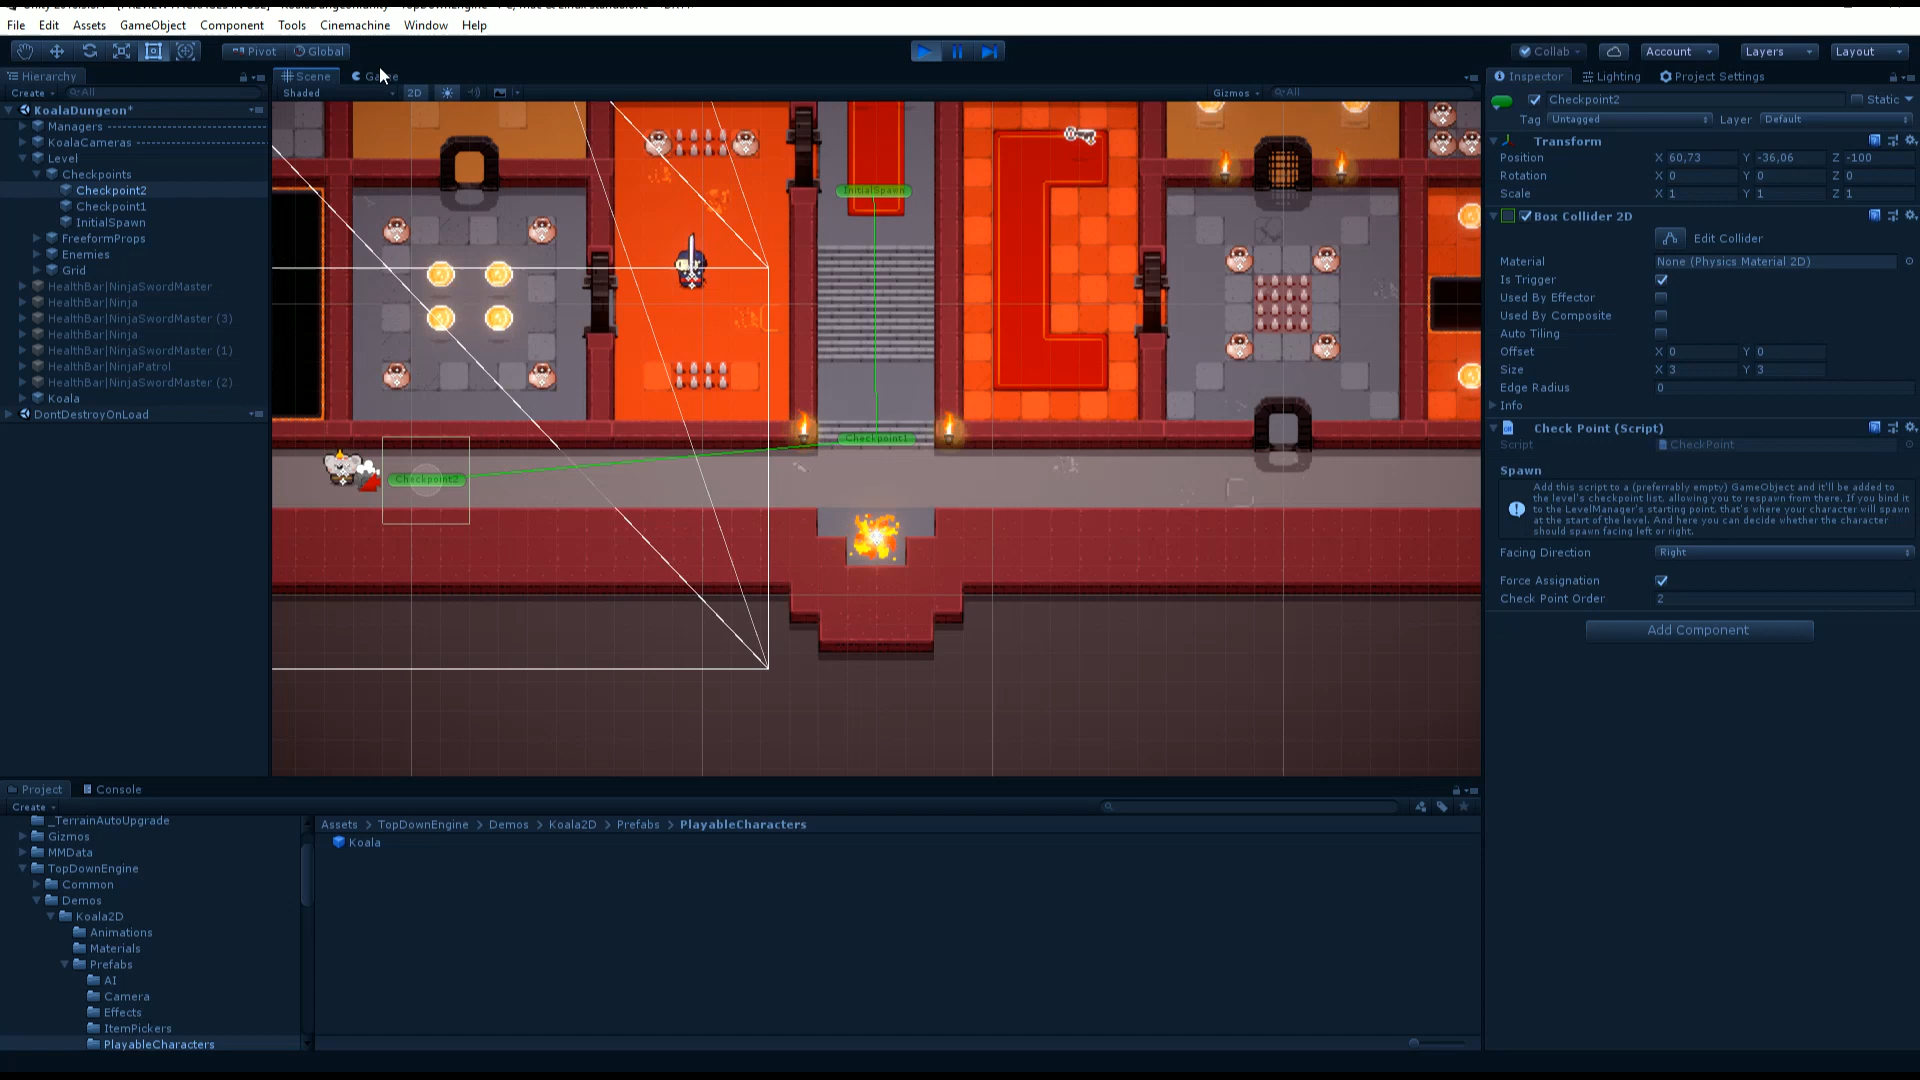 File Edit Assets GameObject Component Tools Cinemachine Window Help
Pivot Global
Collab Account Layers Layout
Hierarchy
Create All
KoalaDungeon*
Managers
KoalaCameras
Level
Checkpoints
Checkpoint2
Checkpoint1
InitialSpawn
FreeformProps
Enemies
Grid
HealthBar|NinjaSwordMaster
HealthBar|Ninja
HealthBar|NinjaSwordMaster (3)
HealthBar|Ninja
HealthBar|NinjaSwordMaster (1)
HealthBar|NinjaPatrol
HealthBar|NinjaSwordMaster (2)
Koala
DontDestroyOnLoad
Scene
Shaded 2D Gizmos All
InitialSpawn
Checkpoint1
Checkpoint2
Inspector Lighting Project Settings
Checkpoint2 Static
Tag Untagged Layer Default
Transform
Position X 60,73 Y -36,06 Z -100
Rotation X 0 Y 0 Z 0
Scale X 1 Y 1 Z 1
Box Collider 2D
Edit Collider
Material None (Physics Material 2D)
Is Trigger
Used By Effector
Used By Composite
Auto Tiling
Offset X 0 Y 0
Size X 3 Y 3
Edge Radius 0
Info
Check Point (Script)
Script CheckPoint
Spawn
Add this script to a (preferrably empty) GameObject and it'll be added
to the level's checkpoint list, allowing you to respawn from there. If you bind it
to the LevelManager's starting point, that's where your character will spawn
at the start of the level. And here you can decide whether the character
should spawn facing left or right.
Facing Direction Right
Force Assignation
Check Point Order 2
Add Component
Project Console
Create
_TerrainAutoUpgrade
Gizmos
MMData
TopDownEngine
Common
Demos
Koala2D
Animations
Materials
Prefabs
AI
Camera
Effects
ItemPickers
PlayableCharacters
Assets > TopDownEngine > Demos > Koala2D > Prefabs > PlayableCharacters
Koala